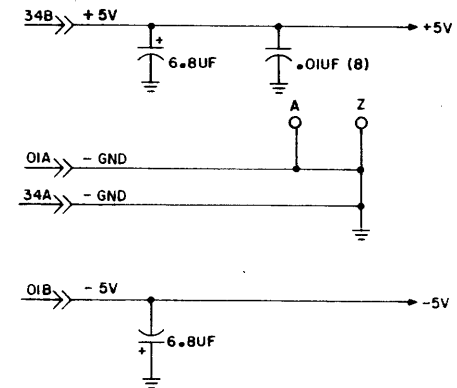 34B + 5V +5V
+
6.8UF .01UF (8)
A Z
01A - GND
34A - GND
01B - 5V -5V
6.8UF
+